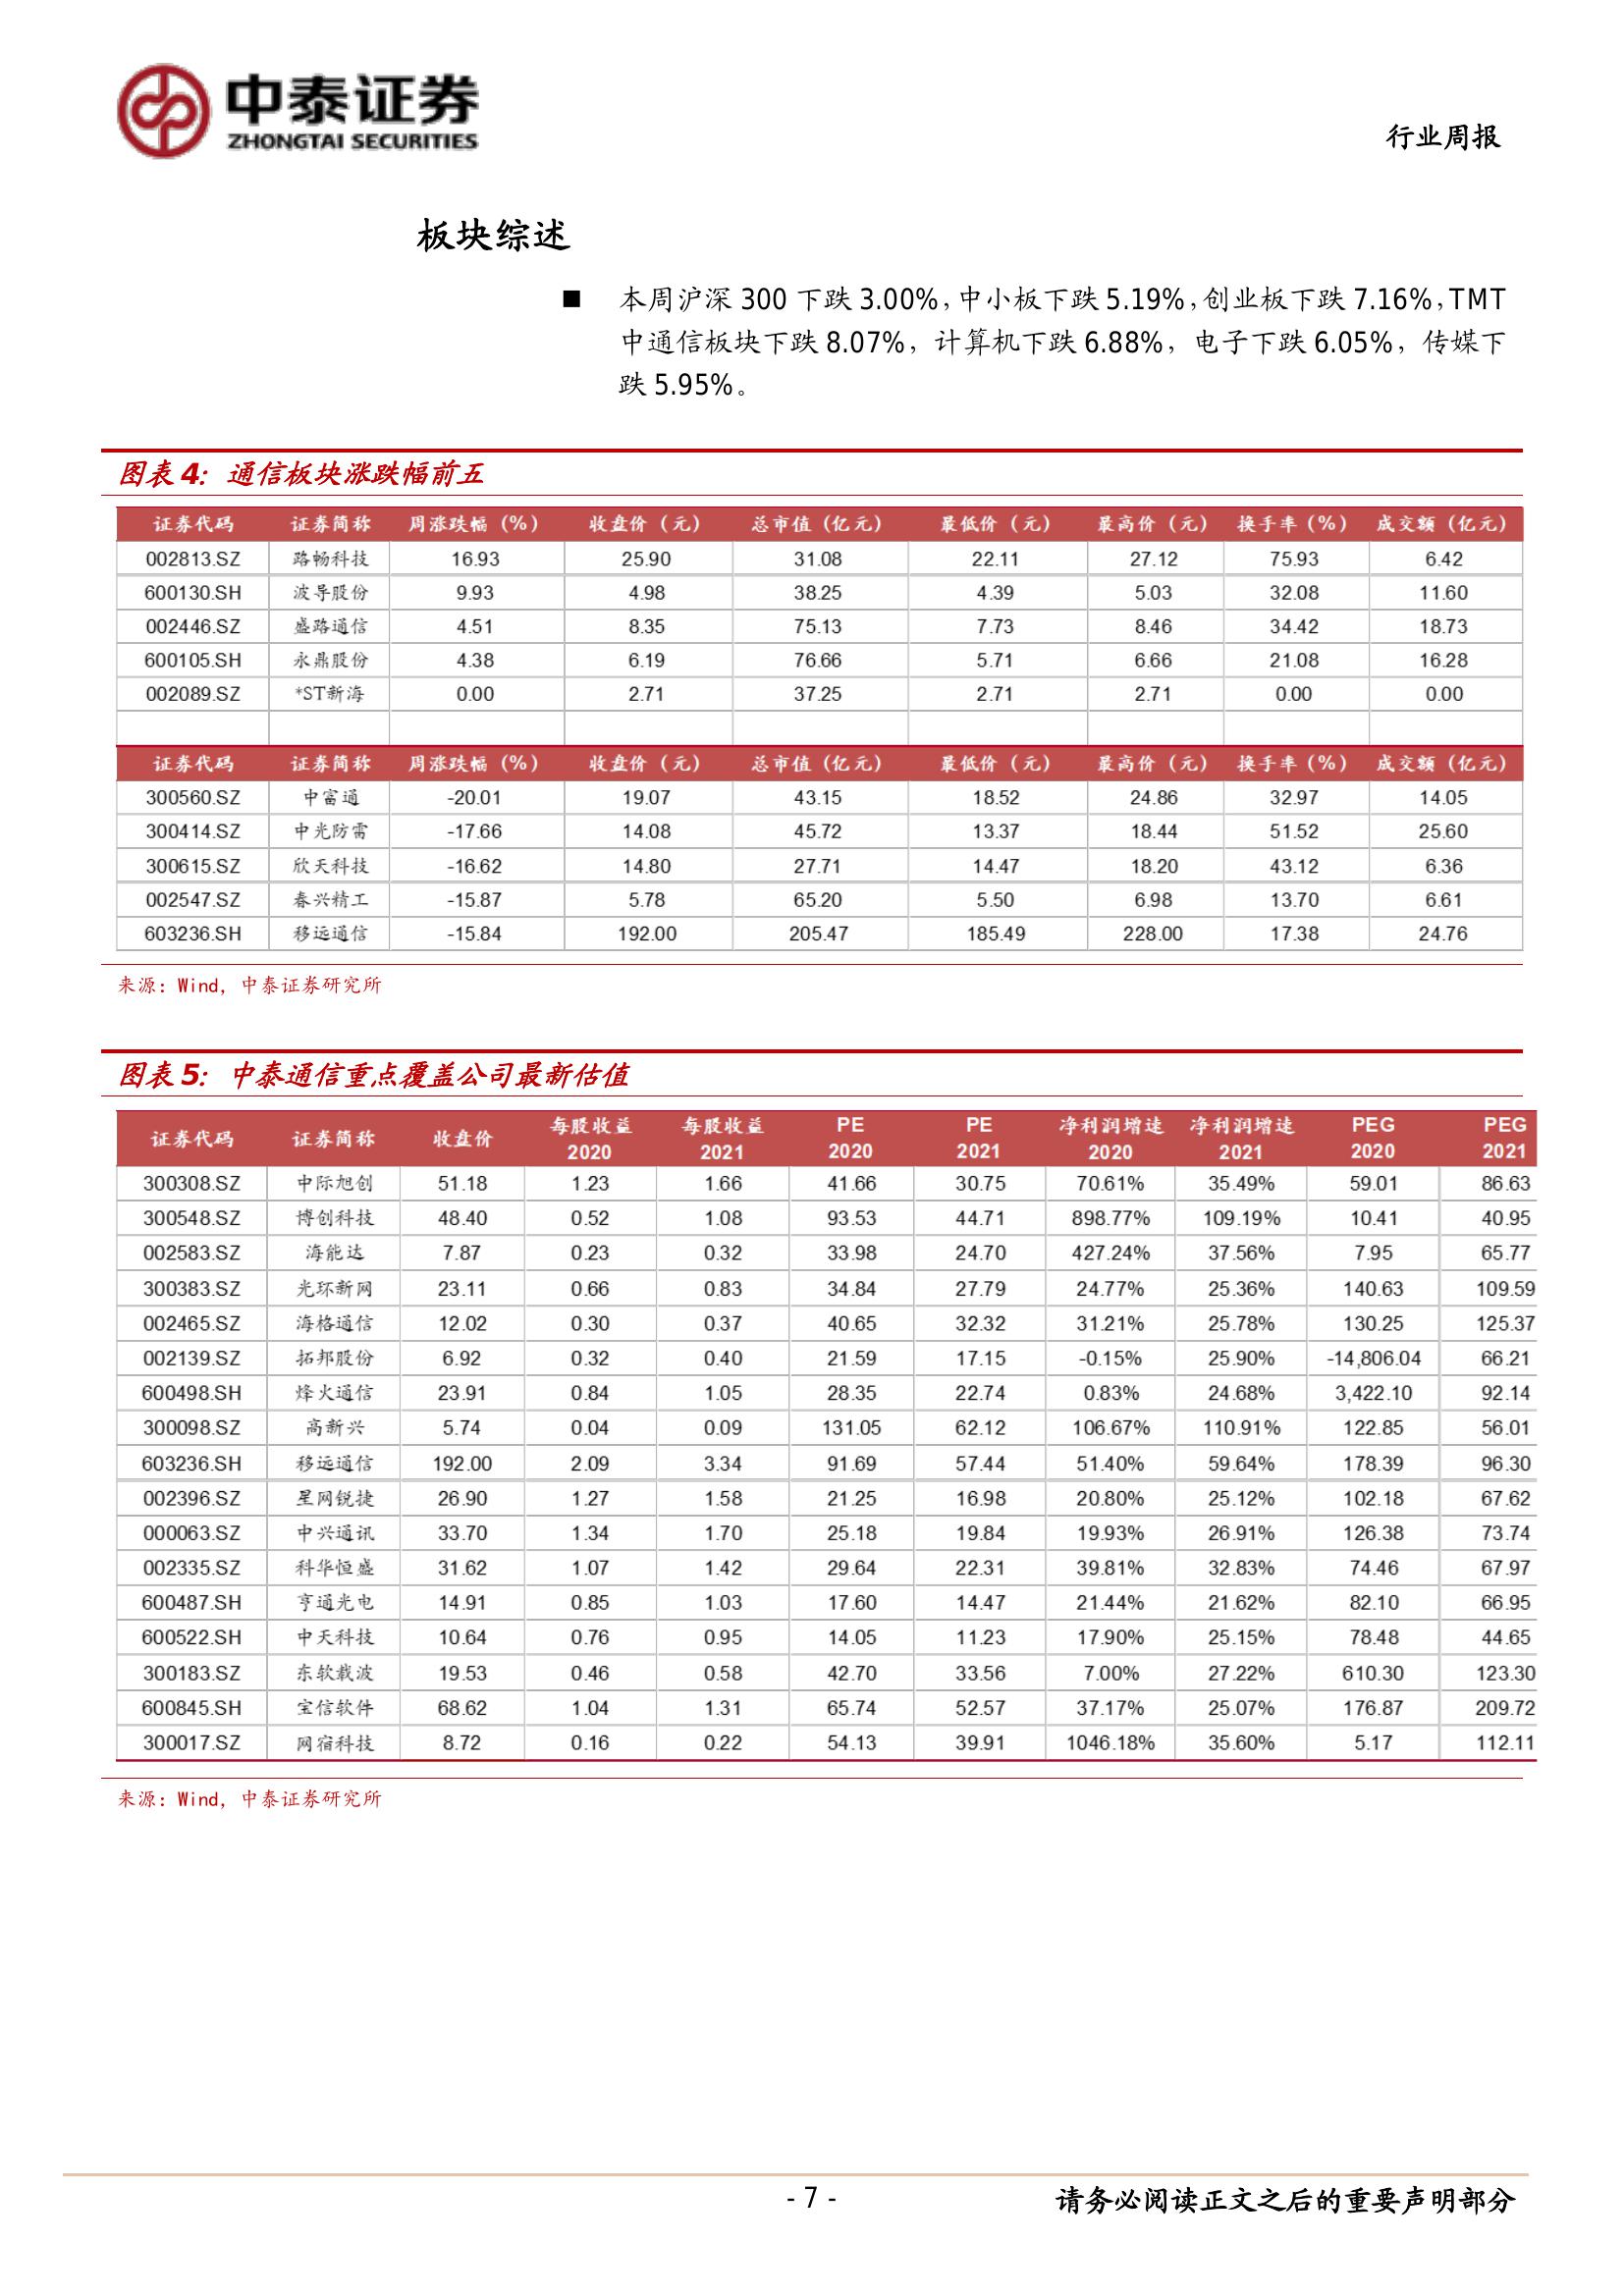 中泰证券
ZHONGTAI SECURITIES
行业周报
板块综述
■ 本周沪深 300 下跌 3.00%，中小板下跌 5.19%，创业板下跌 7.16%，TMT
中通信板块下跌 8.07%，计算机下跌 6.88%，电子下跌 6.05%，传媒下
跌 5.95%。
图表 4：通信板块涨跌幅前五
证券代码 证券简称 周涨跌幅（%） 收盘价（元） 总市值（亿元） 最低价（元） 最高价（元） 换手率（%） 成交额（亿元）
002813.SZ 路畅科技 16.93 25.90 31.08 22.11 27.12 75.93 6.42
600130.SH 波导股份 9.93 4.98 38.25 4.39 5.03 32.08 11.60
002446.SZ 盛路通信 4.51 8.35 75.13 7.73 8.46 34.42 18.73
600105.SH 永鼎股份 4.38 6.19 76.66 5.71 6.66 21.08 16.28
002089.SZ *ST新海 0.00 2.71 37.25 2.71 2.71 0.00 0.00
证券代码 证券简称 周涨跌幅（%） 收盘价（元） 总市值（亿元） 最低价（元） 最高价（元） 换手率（%） 成交额（亿元）
300560.SZ 中富通 -20.01 19.07 43.15 18.52 24.86 32.97 14.05
300414.SZ 中光防雷 -17.66 14.08 45.72 13.37 18.44 51.52 25.60
300615.SZ 欣天科技 -16.62 14.80 27.71 14.47 18.20 43.12 6.36
002547.SZ 春兴精工 -15.87 5.78 65.20 5.50 6.98 13.70 6.61
603236.SH 移远通信 -15.84 192.00 205.47 185.49 228.00 17.38 24.76
来源：Wind，中泰证券研究所
图表 5：中泰通信重点覆盖公司最新估值
证券代码 证券简称 收盘价 每股收益 每股收益 PE PE 净利润增速 净利润增速 PEG PEG
2020 2021 2020 2021 2020 2021 2020 2021
300308.SZ 中际旭创 51.18 1.23 1.66 41.66 30.75 70.61% 35.49% 59.01 86.63
300548.SZ 博创科技 48.40 0.52 1.08 93.53 44.71 898.77% 109.19% 10.41 40.95
002583.SZ 海能达 7.87 0.23 0.32 33.98 24.70 427.24% 37.56% 7.95 65.77
300383.SZ 光环新网 23.11 0.66 0.83 34.84 27.79 24.77% 25.36% 140.63 109.59
002465.SZ 海格通信 12.02 0.30 0.37 40.65 32.32 31.21% 25.78% 130.25 125.37
002139.SZ 拓邦股份 6.92 0.32 0.40 21.59 17.15 -0.15% 25.90% -14,806.04 66.21
600498.SH 烽火通信 23.91 0.84 1.05 28.35 22.74 0.83% 24.68% 3,422.10 92.14
300098.SZ 高新兴 5.74 0.04 0.09 131.05 62.12 106.67% 110.91% 122.85 56.01
603236.SH 移远通信 192.00 2.09 3.34 91.69 57.44 51.40% 59.64% 178.39 96.30
002396.SZ 星网锐捷 26.90 1.27 1.58 21.25 16.98 20.80% 25.12% 102.18 67.62
000063.SZ 中兴通讯 33.70 1.34 1.70 25.18 19.84 19.93% 26.91% 126.38 73.74
002335.SZ 科华恒盛 31.62 1.07 1.42 29.64 22.31 39.81% 32.83% 74.46 67.97
600487.SH 亨通光电 14.91 0.85 1.03 17.60 14.47 21.44% 21.62% 82.10 66.95
600522.SH 中天科技 10.64 0.76 0.95 14.05 11.23 17.90% 25.15% 78.48 44.65
300183.SZ 东软载波 19.53 0.46 0.58 42.70 33.56 7.00% 27.22% 610.30 123.30
600845.SH 宝信软件 68.62 1.04 1.31 65.74 52.57 37.17% 25.07% 176.87 209.72
300017.SZ 网宿科技 8.72 0.16 0.22 54.13 39.91 1046.18% 35.60% 5.17 112.11
来源：Wind，中泰证券研究所
- 7 -
请务必阅读正文之后的重要声明部分